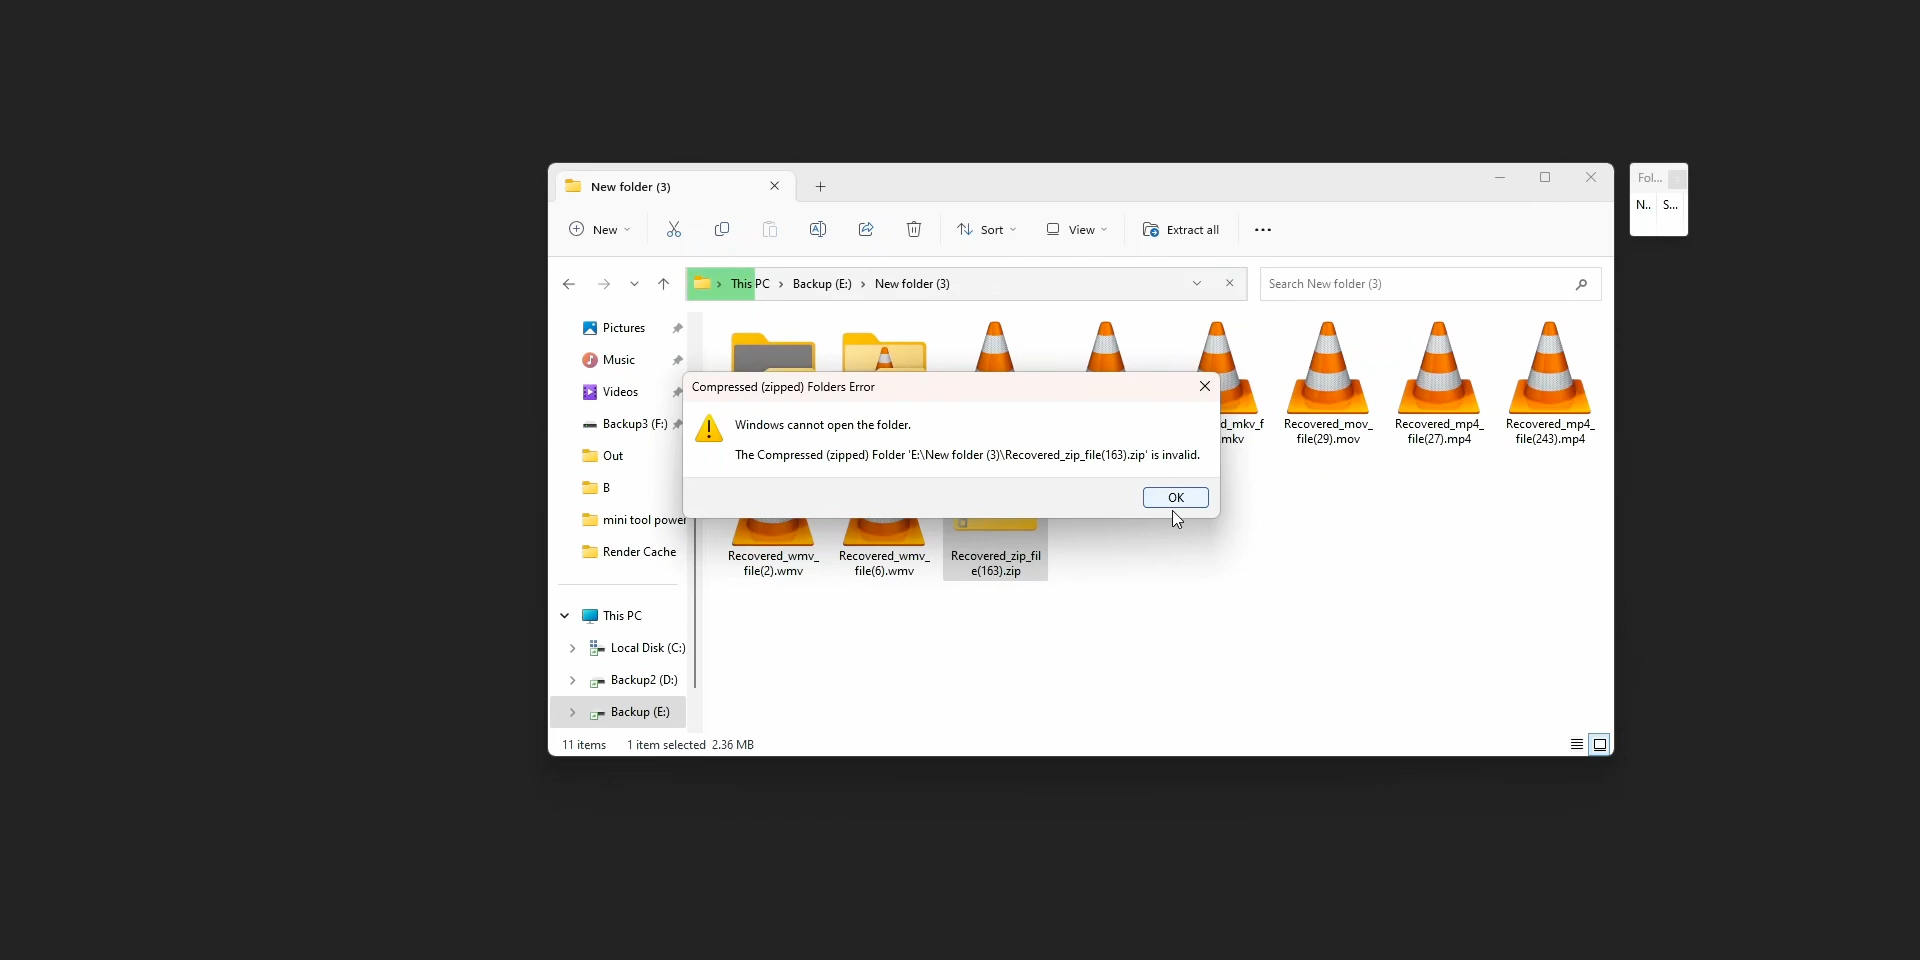 New folder (3)
Fol...
N.. S...
New
Sort
View
Extract all
This PC > Backup (E:) > New folder (3)
Search New folder (3)
Pictures
Music
Videos
Backup3 (F:)
Out
B
mini tool power
Render Cache
This PC
Local Disk (C:)
Backup2 (D:)
Backup (E:)
Compressed (zipped) Folders Error
Windows cannot open the folder.
The Compressed (zipped) Folder 'E:\New folder (3)\Recovered_zip_file(163).zip' is invalid.
OK
d_mkv_f
mkv
Recovered_mov_
file(29).mov
Recovered_mp4_
file(27).mp4
Recovered_mp4_
file(243).mp4
Recovered_wmv_
file(2).wmv
Recovered_wmv_
file(6).wmv
Recovered_zip_fil
e(163).zip
11 items 1 item selected 2.36 MB